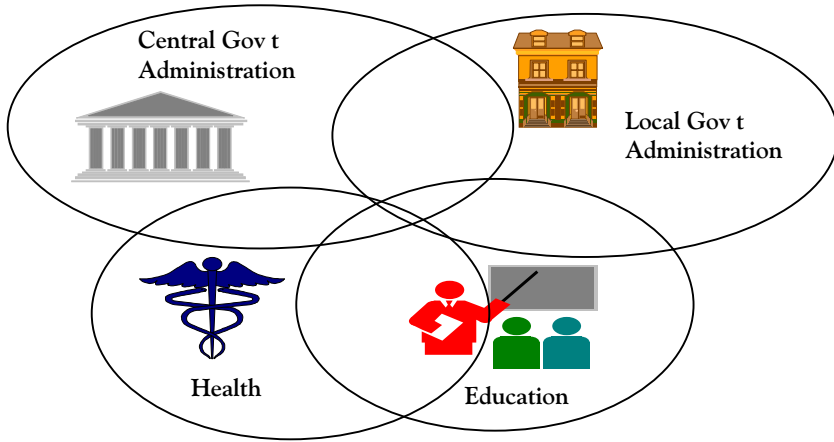 Central Gov t
Administration
Local Gov t
Administration
Health
Education